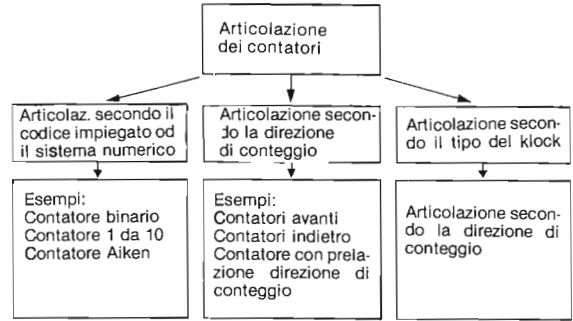 Articolazione
dei contatori
Articolaz. secondo il
codice impiegato od
il sistema numerico
Articolazione secon-
do la direzione
di conteggio
Articolazione secon-
do il tipo del klock
Esempi:
Contatore binario
Contatore 1 da 10
Contatore Aiken
Esempi:
Contatori avanti
Contatori indietro
Contatore con prela-
zione direzione di
conteggio
Articolazione secon-
do la direzione di
conteggio